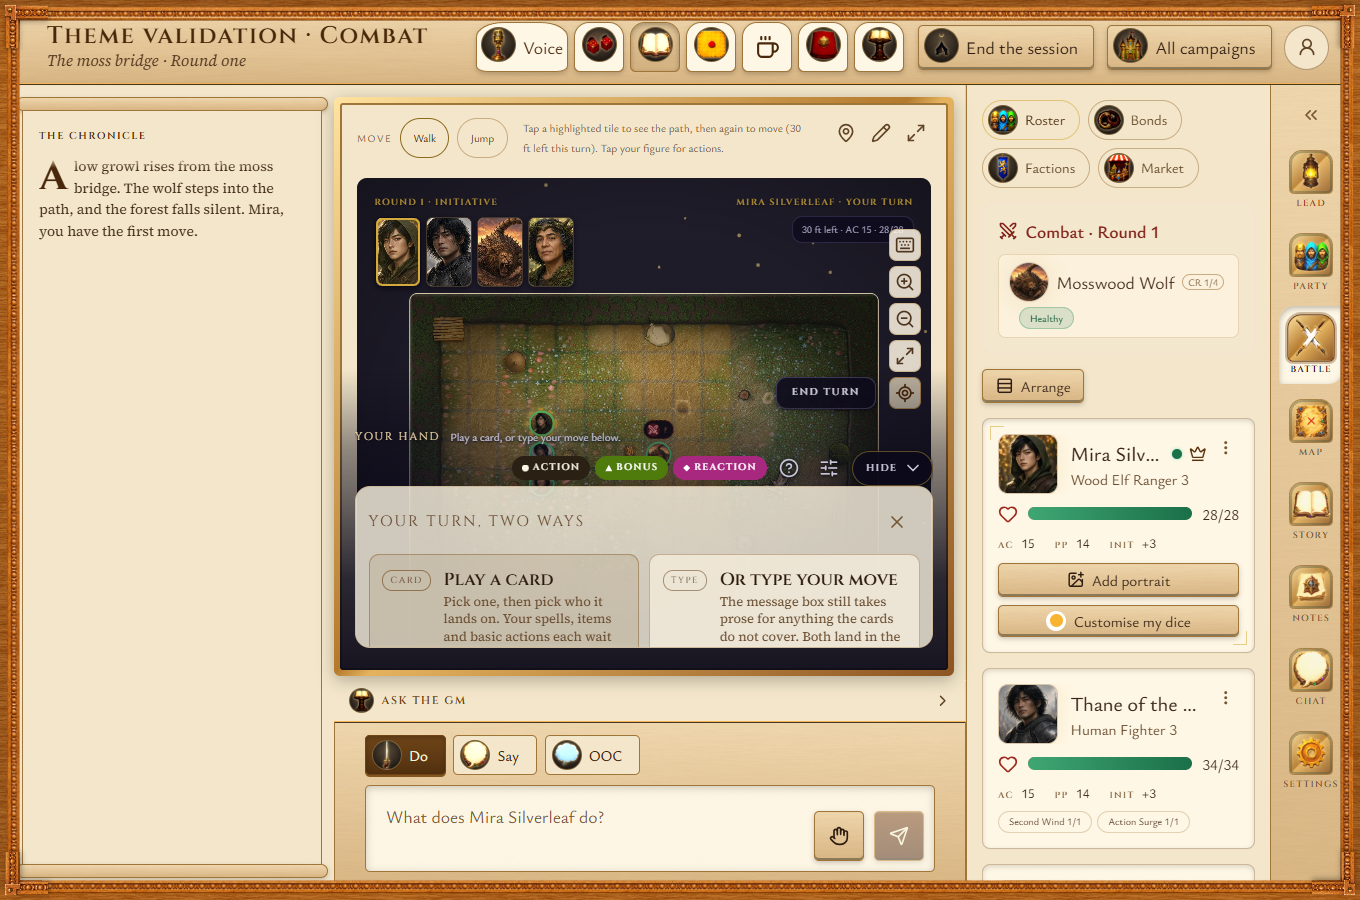 Theme validation · Combat
The moss bridge · Round one
Voice
End the session
All campaigns
THE CHRONICLE
A low growl rises from the moss
bridge. The wolf steps into the
path, and the forest falls silent. Mira,
you have the first move.
MOVE
Walk
Jump
Tap a highlighted tile to see the path, then again to move (30
ft left this turn). Tap your figure for actions.
ROUND 1 · INITIATIVE
MIRA SILVERLEAF · YOUR TURN
30 ft left · AC 15 · 28/28
END TURN
YOUR HAND
Play a card, or type your move below.
ACTION
BONUS
REACTION
HIDE
YOUR TURN, TWO WAYS
CARD
PLAY A CARD
Pick one, then pick who it
lands on. Your spells, items
and basic actions each wait
TYPE
OR TYPE YOUR MOVE
The message box still takes
prose for anything the cards
do not cover. Both land in the
ASK THE GM
Do
Say
OOC
What does Mira Silverleaf do?
Roster
Bonds
Factions
Market
Combat · Round 1
Mosswood Wolf
CR 1/4
Healthy
Arrange
Mira Silv...
Wood Elf Ranger 3
28/28
AC 15 PP 14 INIT +3
Add portrait
Customise my dice
Thane of the ...
Human Fighter 3
34/34
AC 15 PP 14 INIT +3
Second Wind 1/1
Action Surge 1/1
LEAD
PARTY
BATTLE
MAP
STORY
NOTES
CHAT
SETTINGS